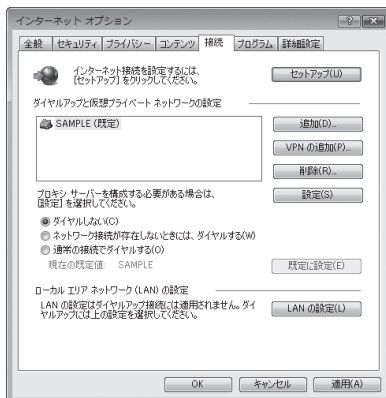 インターネット オプション
全般 セキュリティ プライバシー コンテンツ 接続 プログラム 詳細設定
インターネット接続を設定するには、
[セットアップ] をクリックしてください。
セットアップ(U)
ダイヤルアップと仮想プライベート ネットワークの設定
SAMPLE (既定)
追加(D)...
VPN の追加(P)...
削除(R)...
プロキシ サーバーを構成する必要がある場合は、
[設定] を選択してください。
設定(S)
ダイヤルしない(C)
ネットワーク接続が存在しないときには、ダイヤルする(W)
通常の接続でダイヤルする(O)
現在の既定値: SAMPLE
既定に設定(E)
ローカル エリア ネットワーク (LAN) の設定
LAN の設定はダイヤルアップ接続には適用されません。ダイ
ヤルアップには上の設定を選択してください。
LAN の設定(L)
OK キャンセル 適用(A)